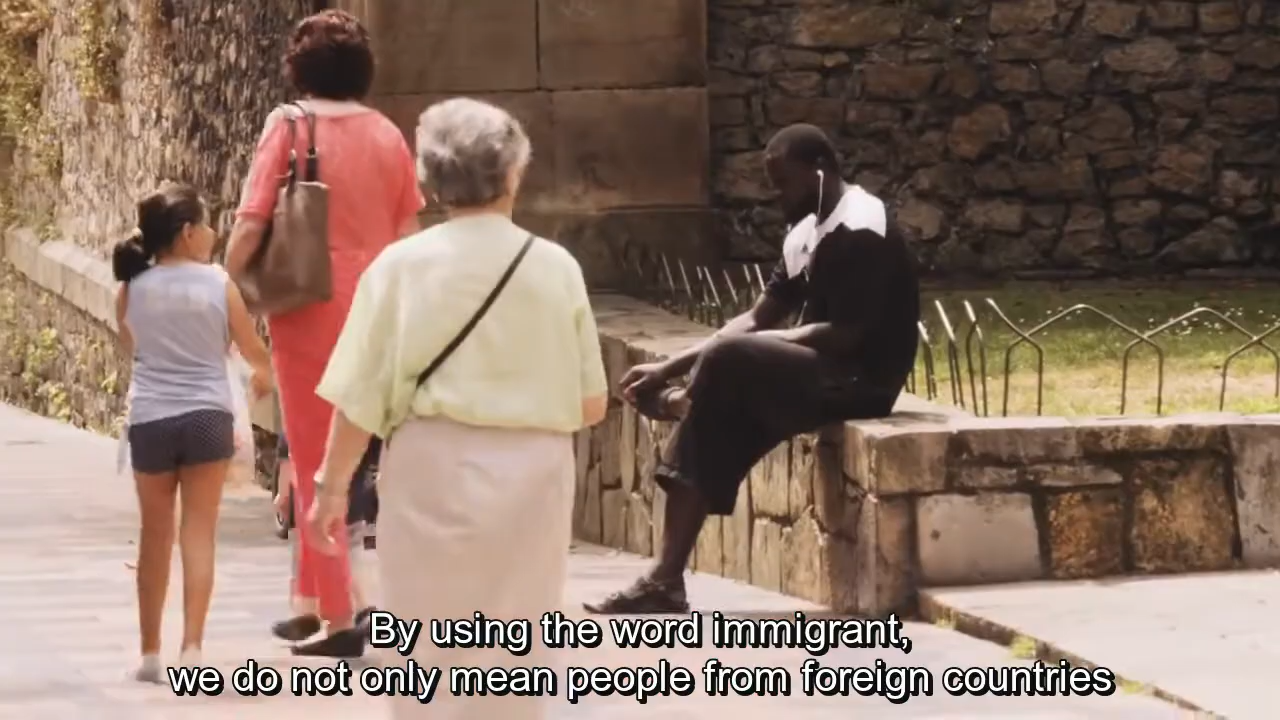 By using the word immigrant,
we do not only mean people from foreign countries